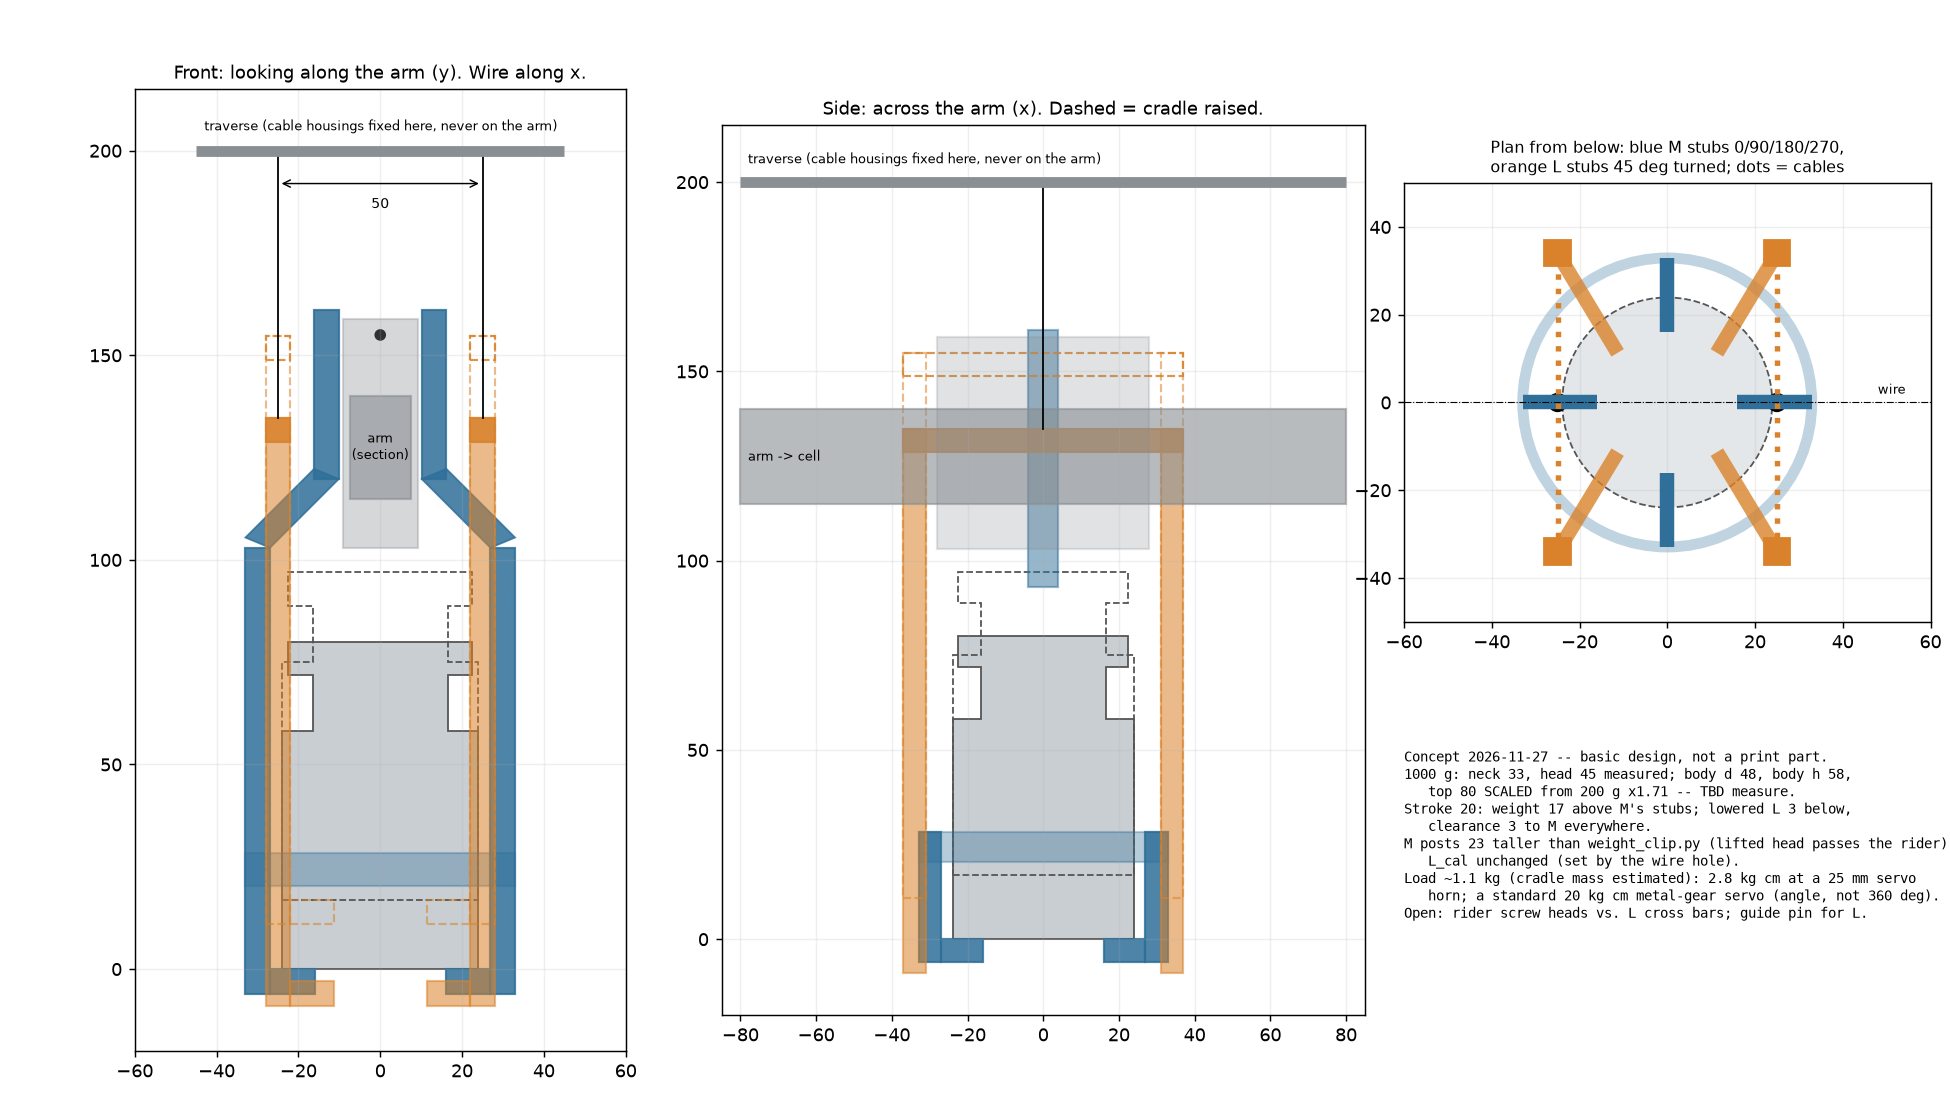 Front: looking along the arm (y). Wire along x.
traverse (cable housings fixed here, never on the arm)
50
arm
(section)
200
150
100
50
0
−60
−40
−20
0
20
40
60
Side: across the arm (x). Dashed = cradle raised.
traverse (cable housings fixed here, never on the arm)
arm -> cell
200
150
100
50
0
−80
−60
−40
−20
0
20
40
60
80
Plan from below: blue M stubs 0/90/180/270,
orange L stubs 45 deg turned; dots = cables
wire
40
20
0
−20
−40
−60
−40
−20
0
20
40
60
Concept 2026-11-27 -- basic design, not a print part.
1000 g: neck 33, head 45 measured; body d 48, body h 58,
top 80 SCALED from 200 g x1.71 -- TBD measure.
Stroke 20: weight 17 above M's stubs; lowered L 3 below,
clearance 3 to M everywhere.
M posts 23 taller than weight_clip.py (lifted head passes the rider)
L_cal unchanged (set by the wire hole).
Load ~1.1 kg (cradle mass estimated): 2.8 kg cm at a 25 mm servo
horn; a standard 20 kg cm metal-gear servo (angle, not 360 deg).
Open: rider screw heads vs. L cross bars; guide pin for L.